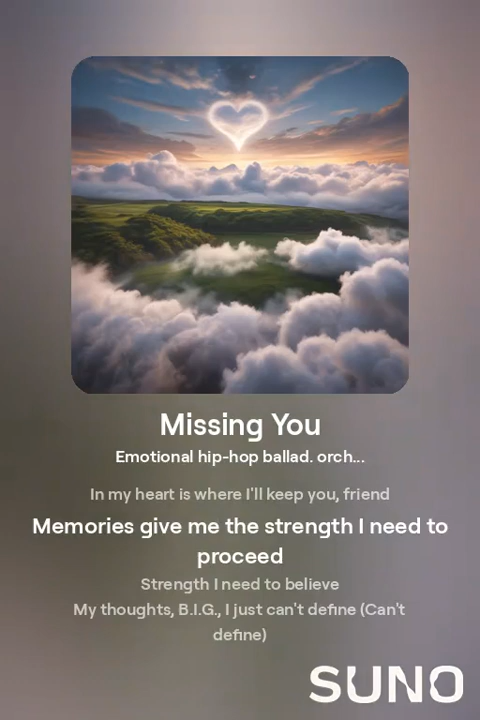 Missing You
Emotional hip-hop ballad. orch...
In my heart is where I'll keep you, friend
Memories give me the strength I need to
proceed
Strength I need to believe
My thoughts, B.I.G., I just can't define (Can't
define)
SUNO